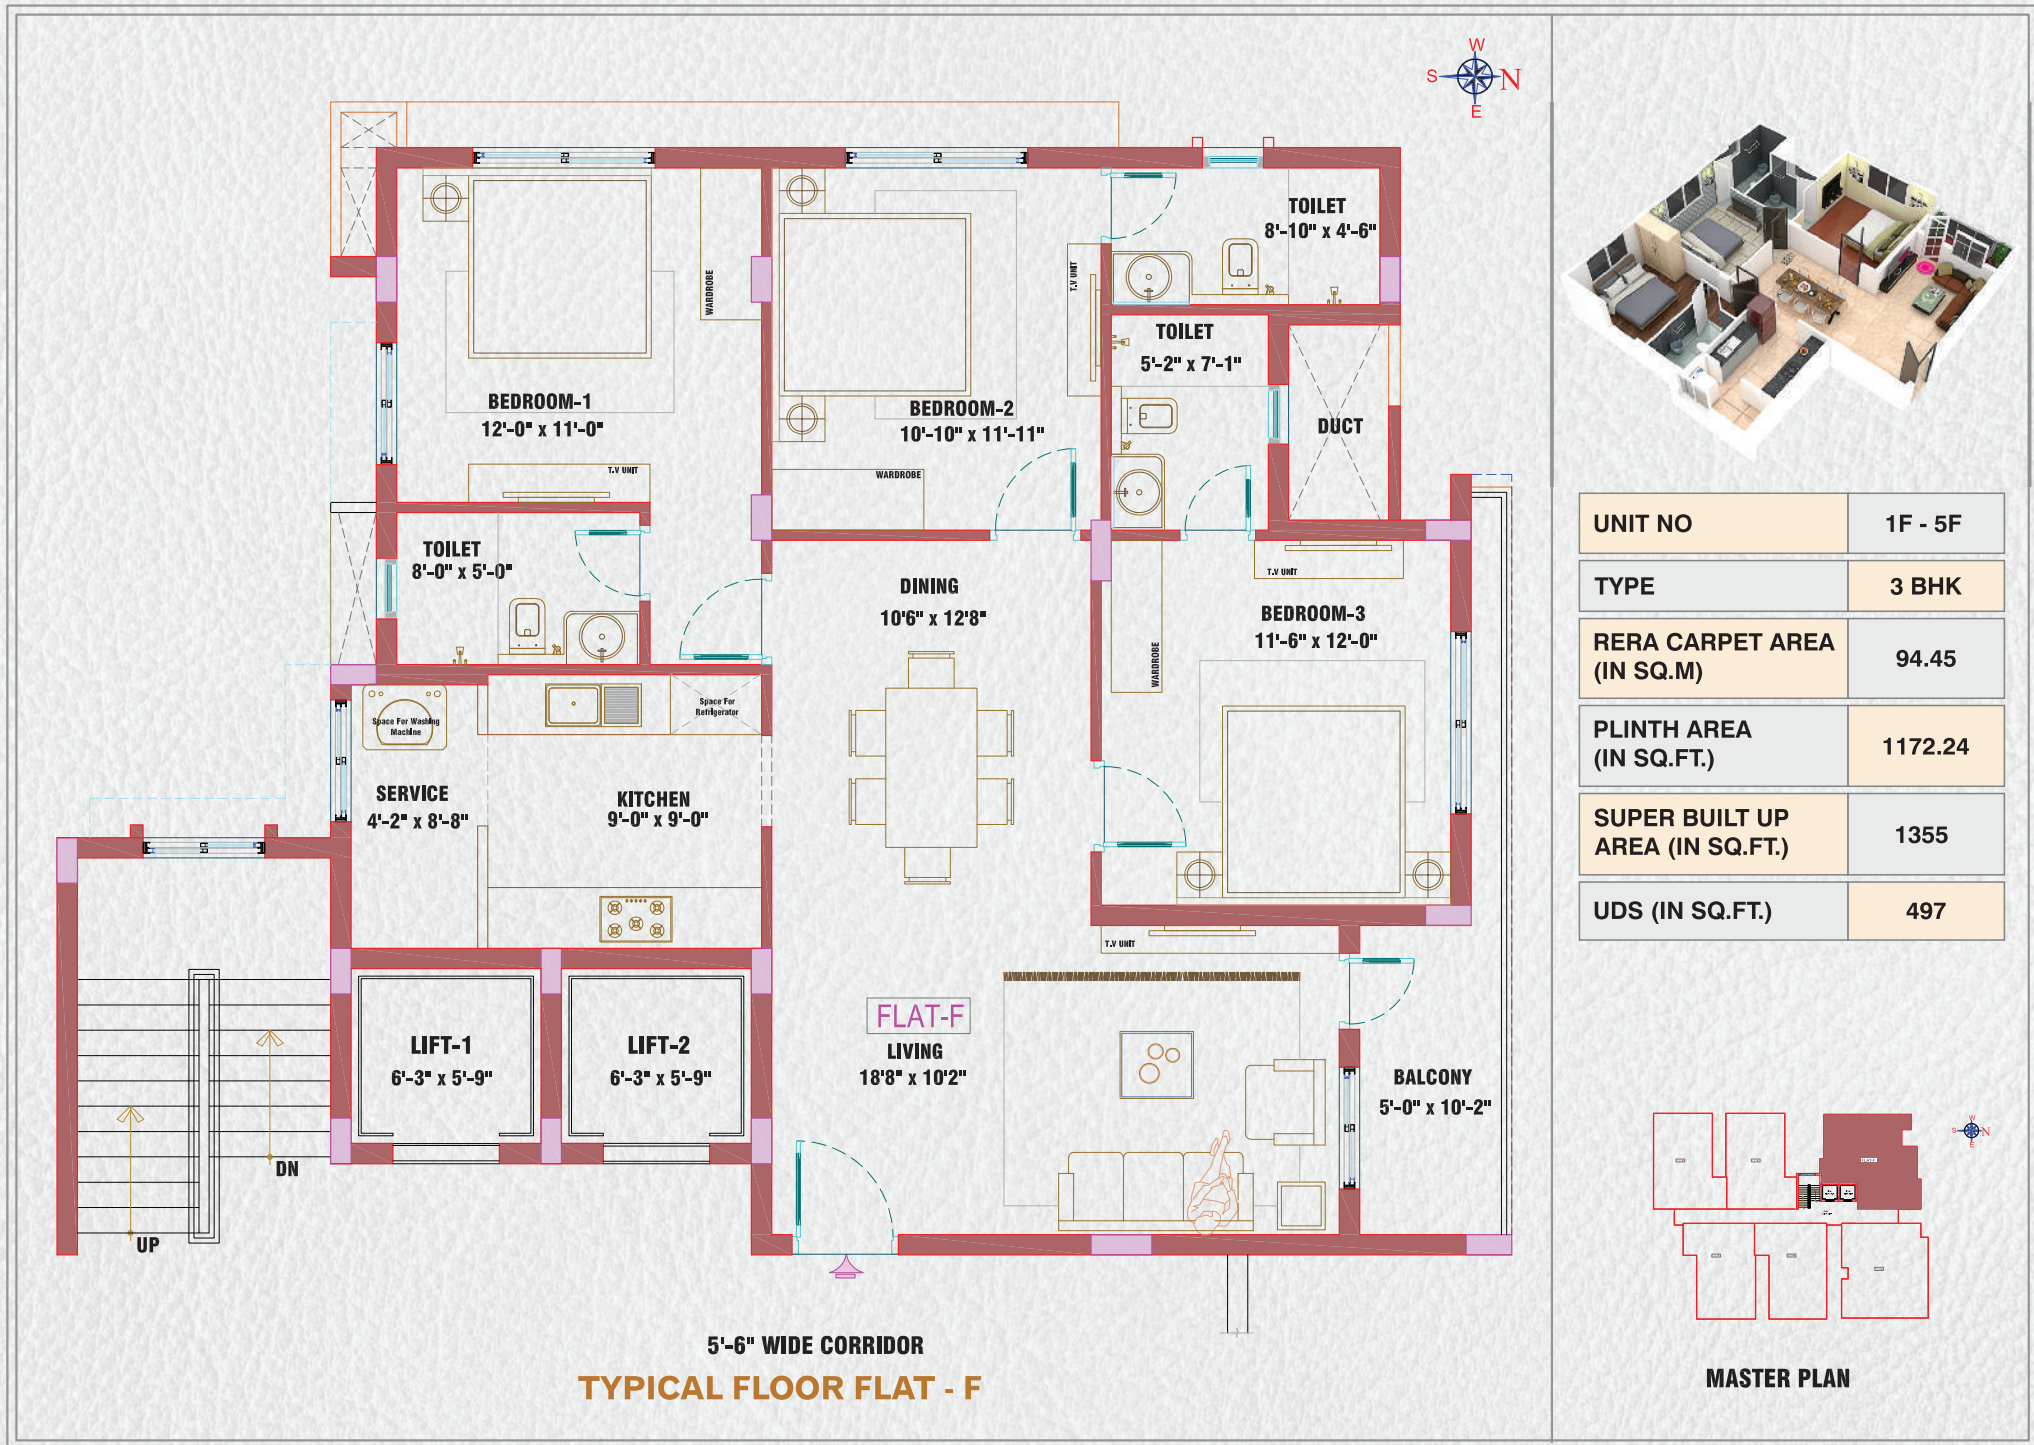 W
S
N
E
TOILET
8'-10" x 4'-6"
WARDROBE
T.V UNIT
TOILET
5'-2" x 7'-1"
BEDROOM-1
12'-0" x 11'-0"
BEDROOM-2
10'-10" x 11'-11"
DUCT
T.V UNIT
WARDROBE
TOILET
8'-0" x 5'-0"
DINING
10'6" x 12'8"
T.V UNIT
BEDROOM-3
11'-6" x 12'-0"
WARDROBE
Space For Washing
Machine
Space For
Refrigerator
SERVICE
4'-2" x 8'-8"
KITCHEN
9'-0" x 9'-0"
T.V UNIT
FLAT-F
LIVING
18'8" x 10'2"
LIFT-1
6'-3" x 5'-9"
LIFT-2
6'-3" x 5'-9"
BALCONY
5'-0" x 10'-2"
DN
UP
5'-6" WIDE CORRIDOR
TYPICAL FLOOR FLAT - F
UNIT NO 1F - 5F
TYPE 3 BHK
RERA CARPET AREA
(IN SQ.M) 94.45
PLINTH AREA
(IN SQ.FT.) 1172.24
SUPER BUILT UP
AREA (IN SQ.FT.) 1355
UDS (IN SQ.FT.) 497
W
S
N
E
MASTER PLAN